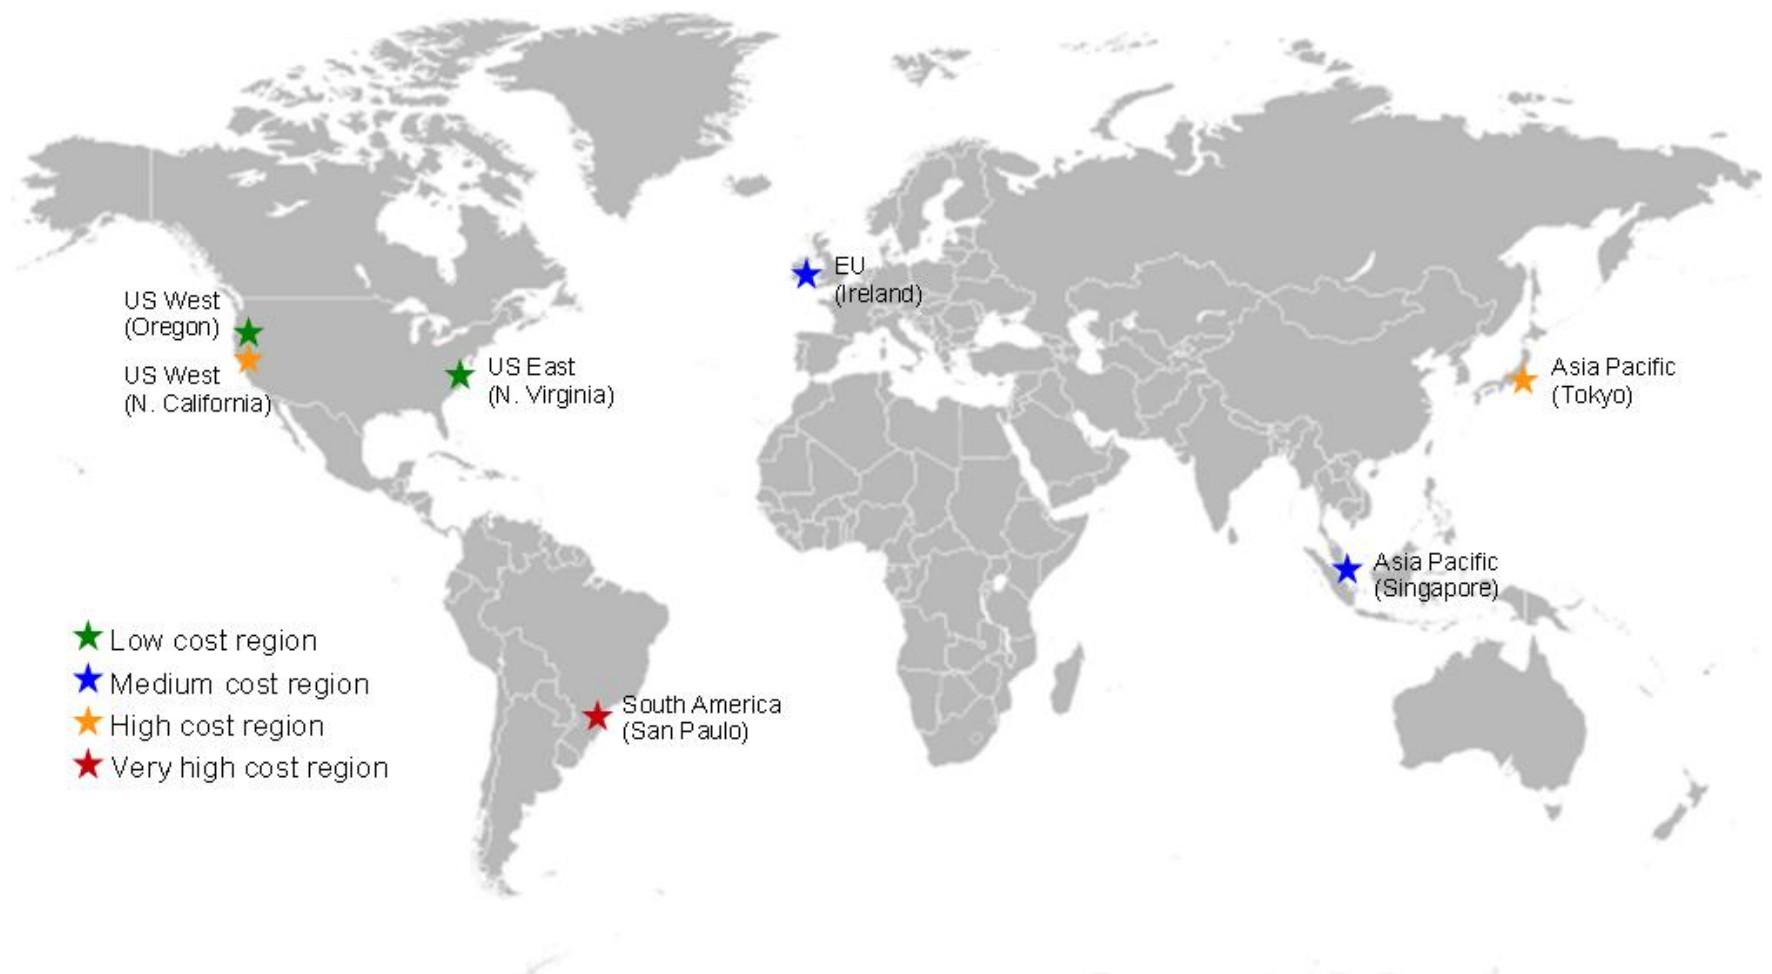 US West
(Oregon)
US West
(N. California)
US East
(N. Virginia)
EU
(Ireland)
Asia Pacific
(Tokyo)
Asia Pacific
(Singapore)
South America
(San Paulo)
Low cost region
Medium cost region
High cost region
Very high cost region